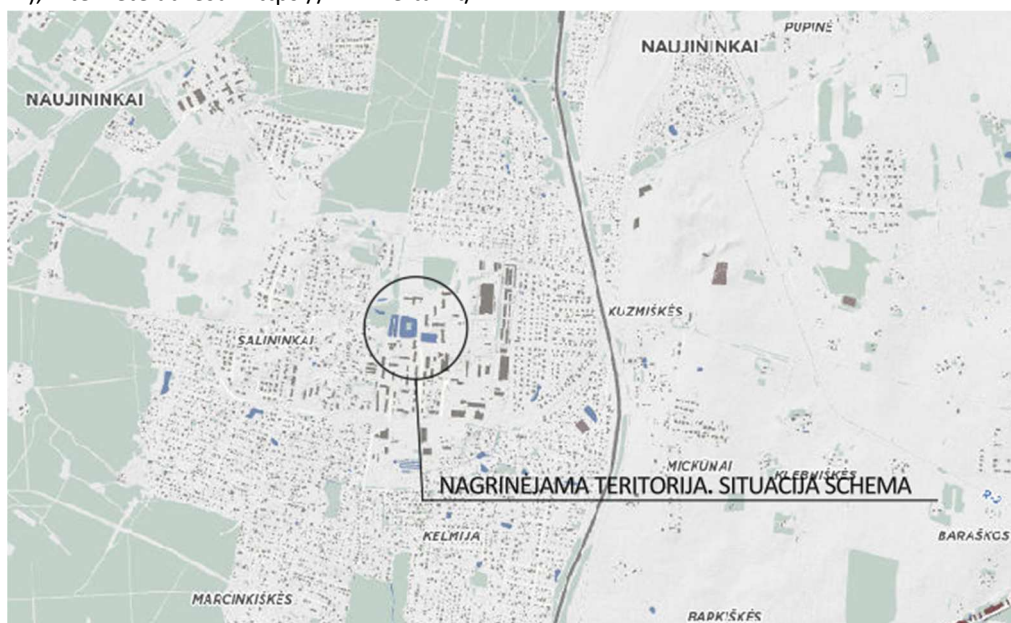 PUPINĖ
NAUJININKAI
NAUJININKAI
KUZMIŠKĖS
SALININKAI
MICKŪNAI
KLEBIŠKĖS
NAGRINĖJAMA TERITORIJA. SITUACIJA SCHEMA
KELMIJA
BARAŠKOS
MARCINKIŠKĖS
BARKIŠKĖS